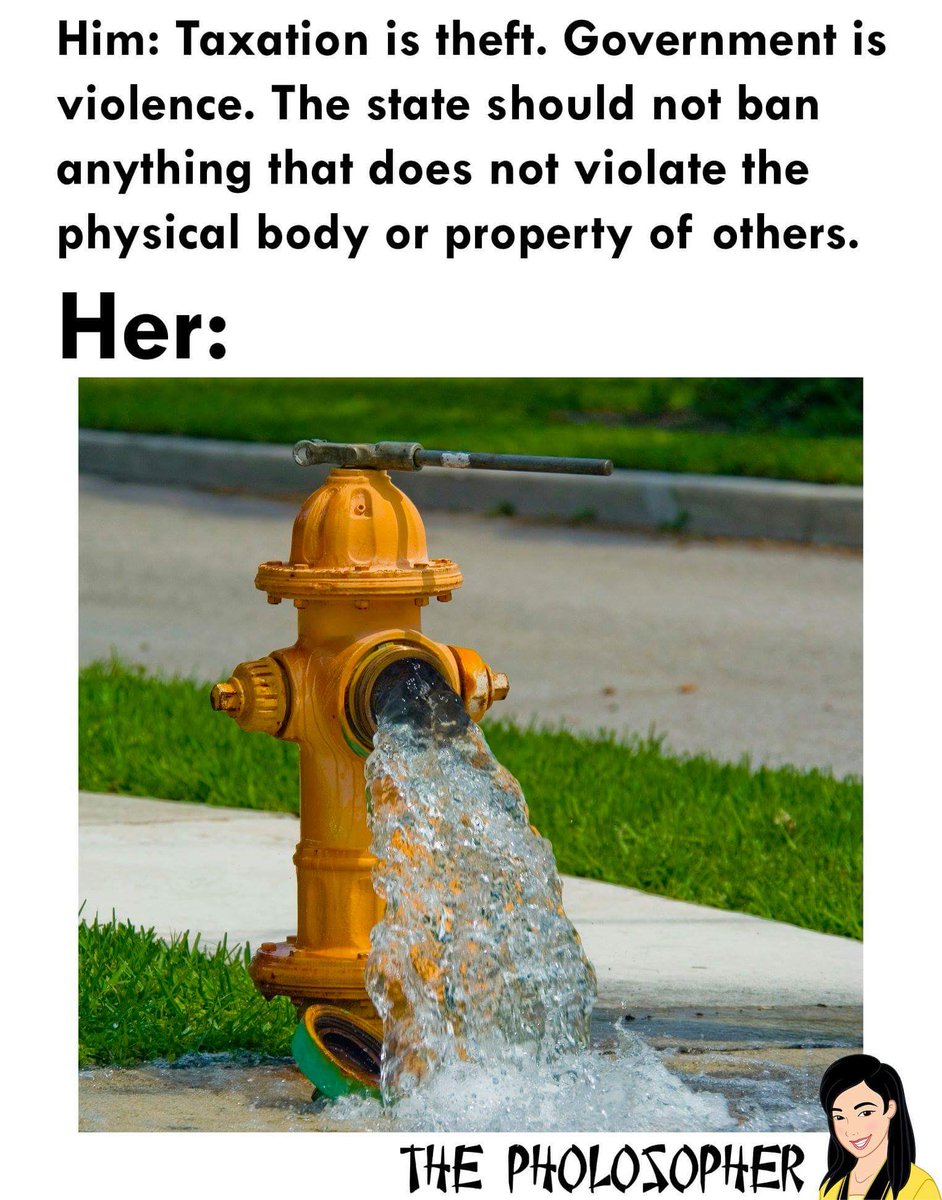 Him: Taxation is theft. Government is
violence. The state should not ban
anything that does not violate the
physical body or property of others.
Her:
THE PHOLOSOPHER